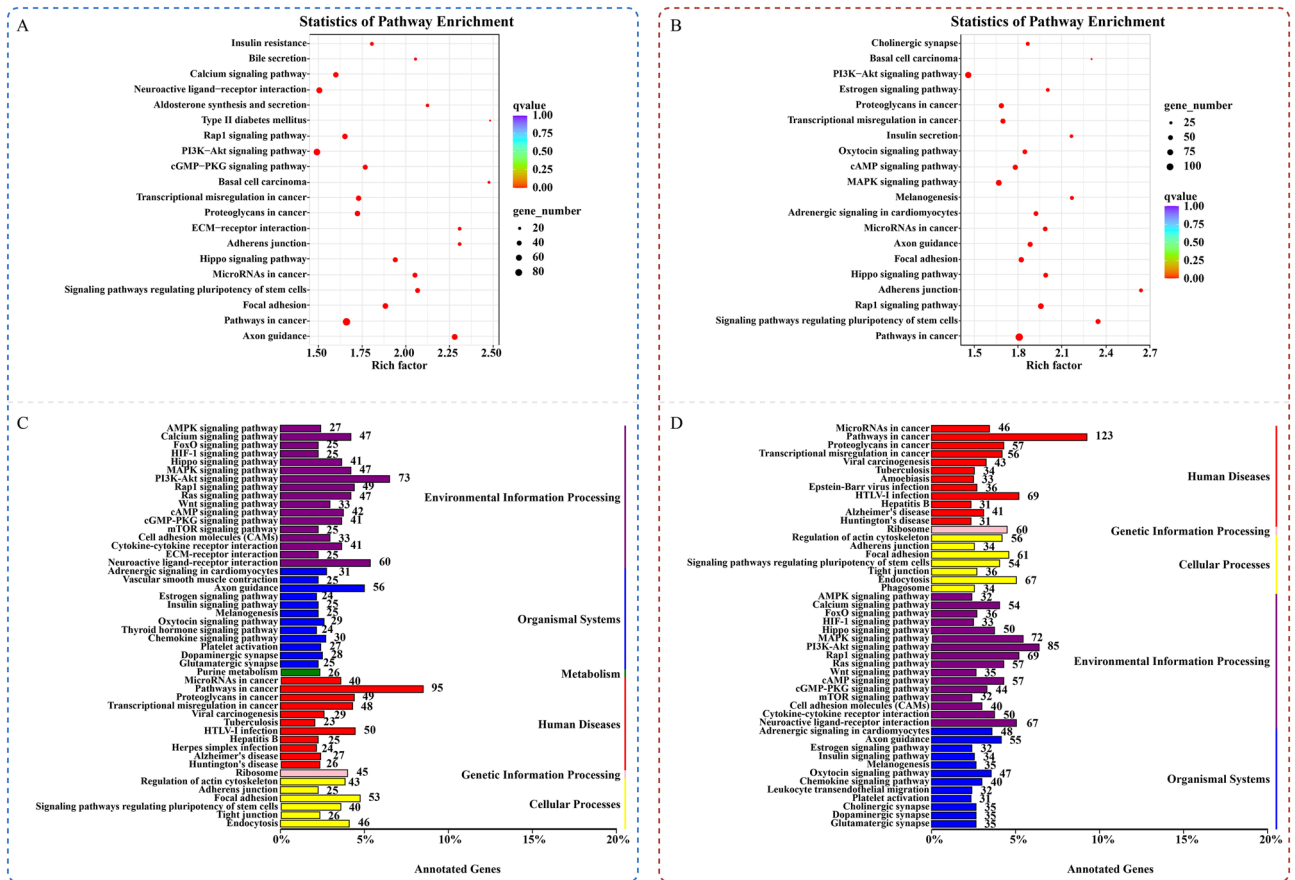 A
Statistics of Pathway Enrichment
Insulin resistance
Bile secretion
Calcium signaling pathway
Neuroactive ligand−receptor interaction
Aldosterone synthesis and secretion
Type II diabetes mellitus
Rap1 signaling pathway
PI3K−Akt signaling pathway
cGMP−PKG signaling pathway
Basal cell carcinoma
Transcriptional misregulation in cancer
Proteoglycans in cancer
ECM−receptor interaction
Adherens junction
Hippo signaling pathway
MicroRNAs in cancer
Signaling pathways regulating pluripotency of stem cells
Focal adhesion
Pathways in cancer
Axon guidance
1.50 1.75 2.00 2.25 2.50
Rich factor
qvalue
1.00
0.75
0.50
0.25
0.00
gene_number
20
40
60
80
B
Statistics of Pathway Enrichment
Cholinergic synapse
Basal cell carcinoma
PI3K−Akt signaling pathway
Estrogen signaling pathway
Proteoglycans in cancer
Transcriptional misregulation in cancer
Insulin secretion
Oxytocin signaling pathway
cAMP signaling pathway
MAPK signaling pathway
Melanogenesis
Adrenergic signaling in cardiomyocytes
MicroRNAs in cancer
Axon guidance
Focal adhesion
Hippo signaling pathway
Adherens junction
Rap1 signaling pathway
Signaling pathways regulating pluripotency of stem cells
Pathways in cancer
1.5 1.8 2.1 2.4 2.7
Rich factor
gene_number
25
50
75
100
qvalue
1.00
0.75
0.50
0.25
0.00
C
AMPK signaling pathway 27
Calcium signaling pathway 47
FoxO signaling pathway 25
HIF-1 signaling pathway 25
Hippo signaling pathway 41
MAPK signaling pathway 47
PI3K-Akt signaling pathway 73
Rap1 signaling pathway 49
Ras signaling pathway 47
Wnt signaling pathway 33
cAMP signaling pathway 42
cGMP-PKG signaling pathway 41
mTOR signaling pathway 25
Cell adhesion molecules (CAMs) 33
Cytokine-cytokine receptor interaction 41
ECM-receptor interaction 25
Neuroactive ligand-receptor interaction 60
Environmental Information Processing
Adrenergic signaling in cardiomyocytes 31
Vascular smooth muscle contraction 25
Axon guidance 56
Estrogen signaling pathway 24
Insulin signaling pathway 25
Melanogenesis 25
Oxytocin signaling pathway 29
Thyroid hormone signaling pathway 24
Chemokine signaling pathway 30
Platelet activation 27
Dopaminergic synapse 28
Glutamatergic synapse 25
Organismal Systems
Purine metabolism 26
Metabolism
MicroRNAs in cancer 40
Pathways in cancer 95
Proteoglycans in cancer 49
Transcriptional misregulation in cancer 48
Viral carcinogenesis 29
Tuberculosis 23
HTLV-I infection 50
Hepatitis B 25
Herpes simplex infection 24
Alzheimer's disease 27
Huntington's disease 26
Human Diseases
Ribosome 45
Genetic Information Processing
Regulation of actin cytoskeleton 43
Adherens junction 25
Focal adhesion 53
Signaling pathways regulating pluripotency of stem cells 40
Tight junction 26
Endocytosis 46
Cellular Processes
0% 5% 10% 15% 20%
Annotated Genes
D
MicroRNAs in cancer 46
Pathways in cancer 123
Proteoglycans in cancer 57
Transcriptional misregulation in cancer 56
Viral carcinogenesis 43
Tuberculosis 34
Amoebiasis 33
Epstein-Barr virus infection 36
HTLV-I infection 69
Hepatitis B 31
Alzheimer's disease 41
Huntington's disease 31
Human Diseases
Ribosome 60
Genetic Information Processing
Regulation of actin cytoskeleton 56
Adherens junction 34
Focal adhesion 61
Signaling pathways regulating pluripotency of stem cells 54
Tight junction 36
Endocytosis 67
Phagosome 34
Cellular Processes
AMPK signaling pathway 32
Calcium signaling pathway 54
FoxO signaling pathway 36
HIF-1 signaling pathway 33
Hippo signaling pathway 50
MAPK signaling pathway 72
PI3K-Akt signaling pathway 85
Rap1 signaling pathway 69
Ras signaling pathway 57
Wnt signaling pathway 35
cAMP signaling pathway 57
cGMP-PKG signaling pathway 44
mTOR signaling pathway 32
Cell adhesion molecules (CAMs) 40
Cytokine-cytokine receptor interaction 50
Neuroactive ligand-receptor interaction 67
Environmental Information Processing
Adrenergic signaling in cardiomyocytes 48
Axon guidance 55
Estrogen signaling pathway 32
Insulin signaling pathway 34
Melanogenesis 35
Oxytocin signaling pathway 47
Chemokine signaling pathway 40
Leukocyte transendothelial migration 32
Platelet activation 31
Cholinergic synapse 35
Dopaminergic synapse 35
Glutamatergic synapse 35
Organismal Systems
0% 5% 10% 15% 20%
Annotated Genes